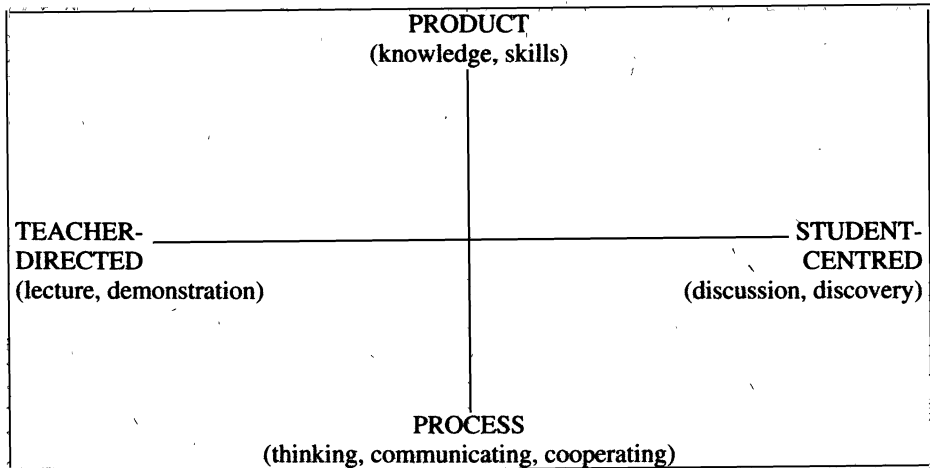 PRODUCT
(knowledge, skills)
TEACHER-
DIRECTED
(lecture, demonstration)
STUDENT-
CENTRED
(discussion, discovery)
PROCESS
(thinking, communicating, cooperating)